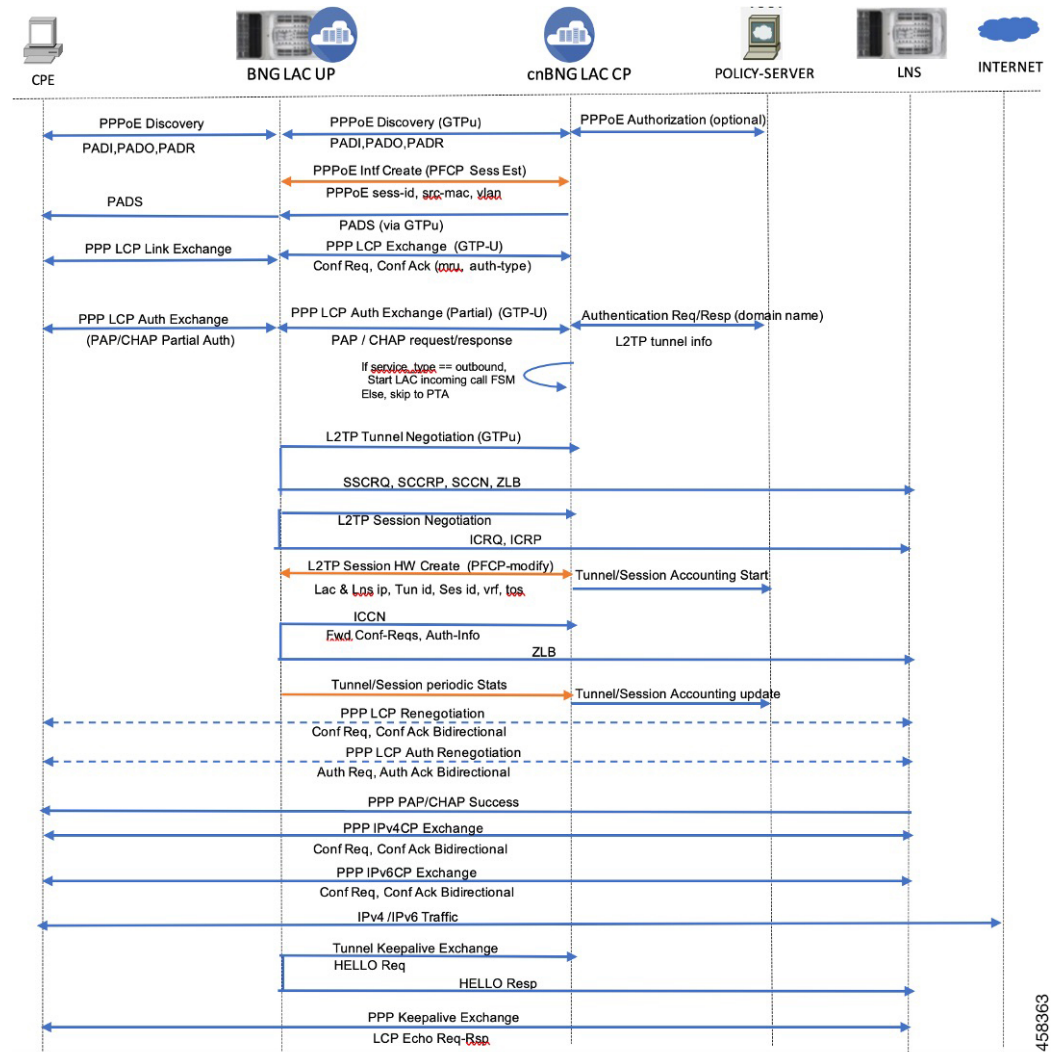 CPE
BNG LAC UP
cnBNG LAC CP
POLICY-SERVER
LNS
INTERNET
PPPoE Discovery
PPPoE Discovery (GTPu)
PPPoE Authorization (optional)
PADI,PADO,PADR
PADI,PADO,PADR
PPPoE Intf Create (PFCP Sess Est)
PPPoE sess-id, src-mac, vlan
PADS
PADS (via GTPu)
PPP LCP Link Exchange
PPP LCP Exchange (GTP-U)
Conf Req, Conf Ack (mru, auth-type)
PPP LCP Auth Exchange
PPP LCP Auth Exchange (Partial) (GTP-U)
Authentication Req/Resp (domain name)
(PAP/CHAP Partial Auth)
PAP / CHAP request/response
L2TP tunnel info
If service_type == outbound,
Start LAC incoming call FSM
Else, skip to PTA
L2TP Tunnel Negotiation (GTPu)
SSCRQ, SCCRP, SCCN, ZLB
L2TP Session Negotiation
ICRQ, ICRP
L2TP Session HW Create (PFCP-modify)
Tunnel/Session Accounting Start
Lac & Lns ip, Tun id, Ses id, vrf, tos
ICCN
Fwd Conf-Reqs, Auth-Info
ZLB
Tunnel/Session periodic Stats
Tunnel/Session Accounting update
PPP LCP Renegotiation
Conf Req, Conf Ack Bidirectional
PPP LCP Auth Renegotiation
Auth Req, Auth Ack Bidirectional
PPP PAP/CHAP Success
PPP IPv4CP Exchange
Conf Req, Conf Ack Bidirectional
PPP IPv6CP Exchange
Conf Req, Conf Ack Bidirectional
IPv4 /IPv6 Traffic
Tunnel Keepalive Exchange
HELLO Req
HELLO Resp
PPP Keepalive Exchange
LCP Echo Req-Rsp
458363